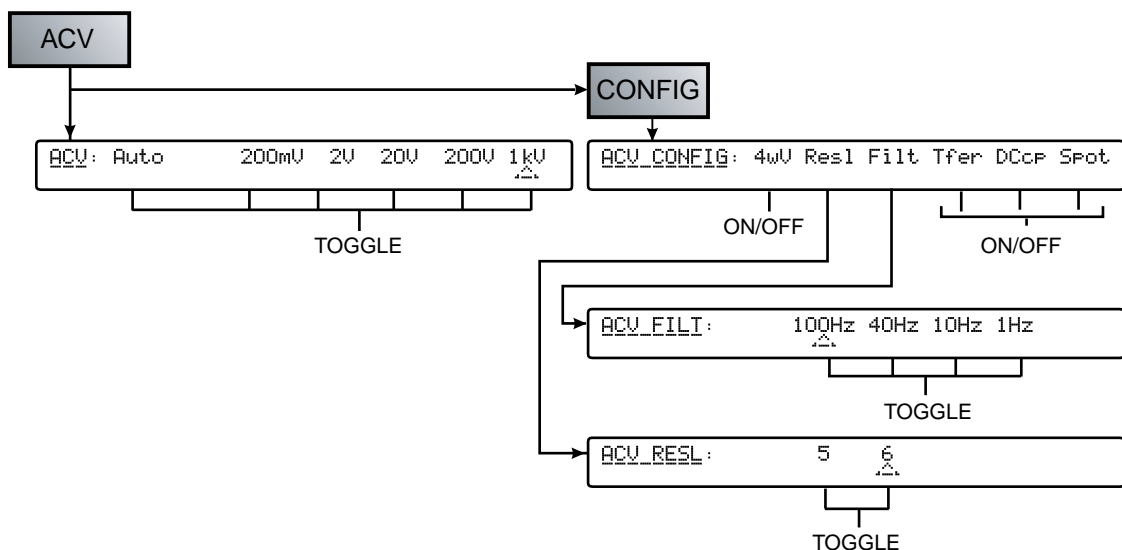 ACV
CONFIG
ACV: Auto 200mV 2V 20V 200V 1kV
TOGGLE
ACV CONFIG: 4wV Resl Filt Tfer DCcp Spot
ON/OFF
ON/OFF
ACV FILT: 100Hz 40Hz 10Hz 1Hz
TOGGLE
ACV RESL: 5 6
TOGGLE